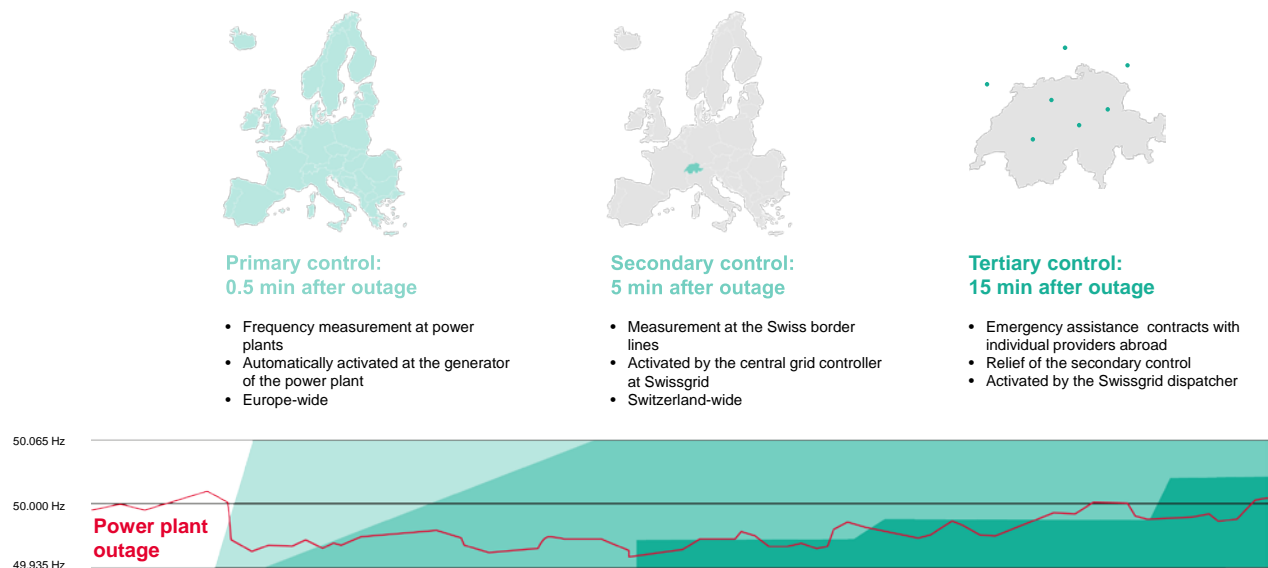 Primary control:
0.5 min after outage
• Frequency measurement at power
plants
• Automatically activated at the generator
of the power plant
• Europe-wide
Secondary control:
5 min after outage
• Measurement at the Swiss border
lines
• Activated by the central grid controller
at Swissgrid
• Switzerland-wide
Tertiary control:
15 min after outage
• Emergency assistance contracts with
individual providers abroad
• Relief of the secondary control
• Activated by the Swissgrid dispatcher
50.065 Hz
50.000 Hz
Power plant
outage
49.935 Hz